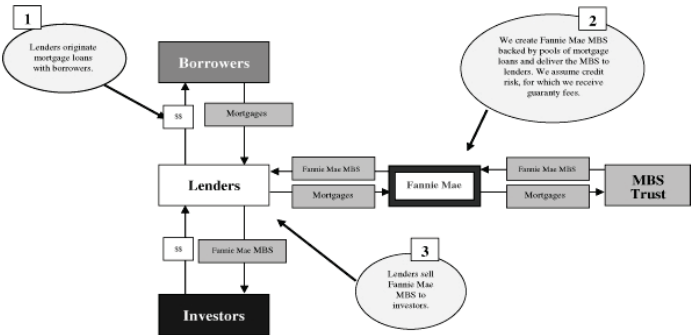 1
Lenders originate
mortgage loans
with borrowers.
2
We create Fannie Mae MBS
backed by pools of mortgage
loans and deliver the MBS to
lenders. We assume credit
risk, for which we receive
guaranty fees.
Borrowers
$$
Mortgages
Lenders
Fannie Mae MBS
Mortgages
Fannie Mae
Fannie Mae MBS
Mortgages
MBS
Trust
$$
Fannie Mae MBS
3
Lenders sell
Fannie Mae
MBS to
investors.
Investors